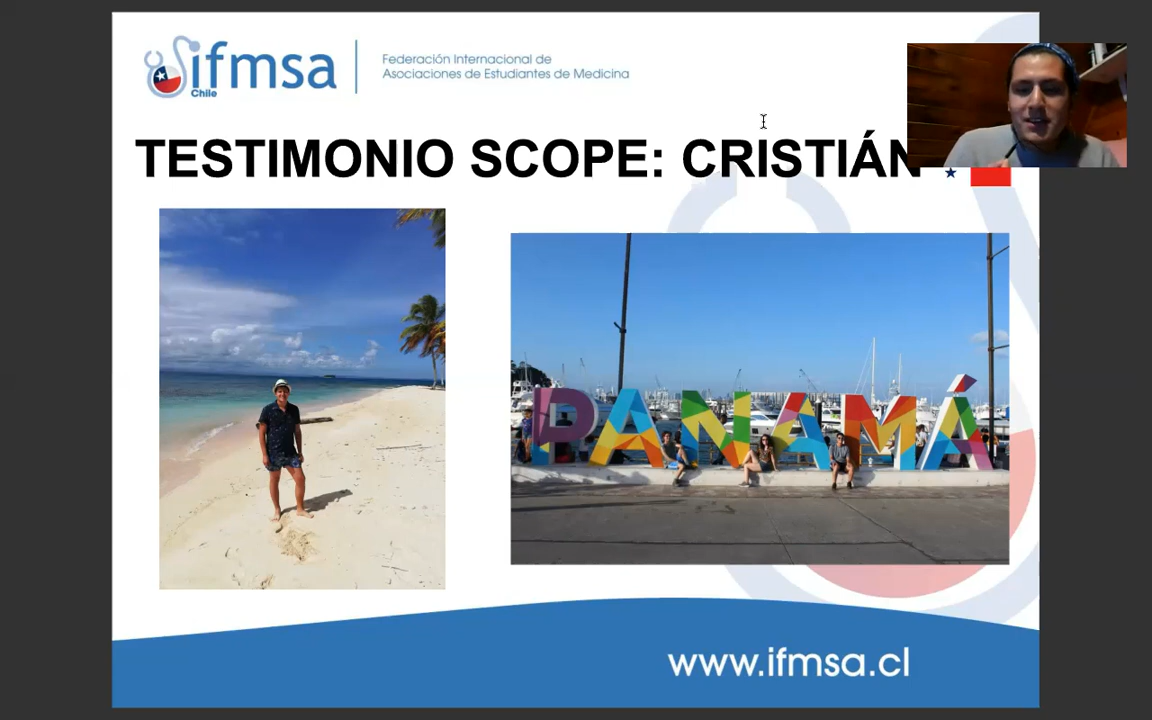 ifmsa
Chile
Federación Internacional de
Asociaciones de Estudiantes de Medicina
TESTIMONIO SCOPE: CRISTIÁN
PANAMÁ
www.ifmsa.cl